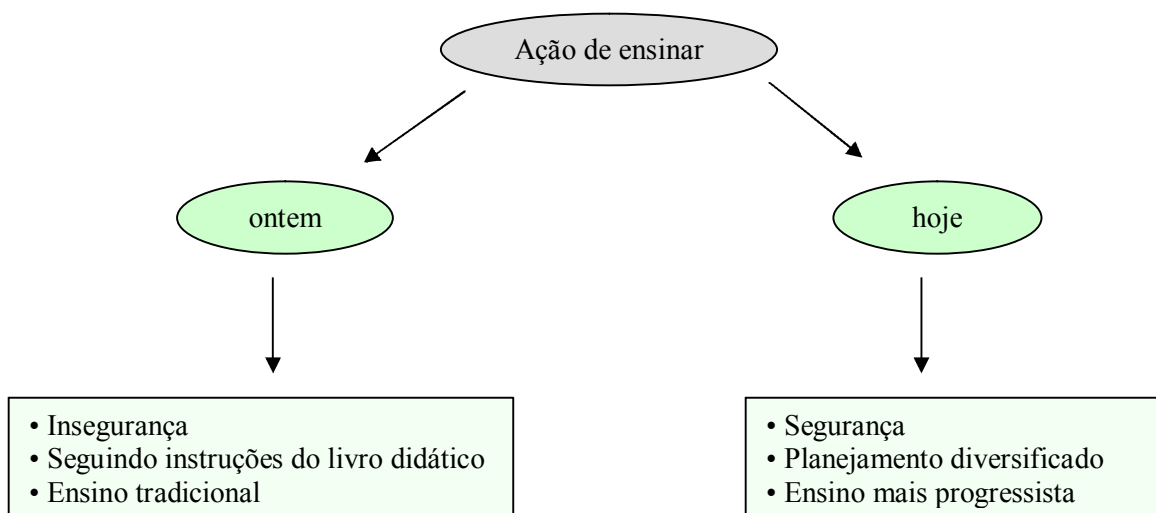 Ação de ensinar
ontem
hoje
• Insegurança
• Seguindo instruções do livro didático
• Ensino tradicional
• Segurança
• Planejamento diversificado
• Ensino mais progressista